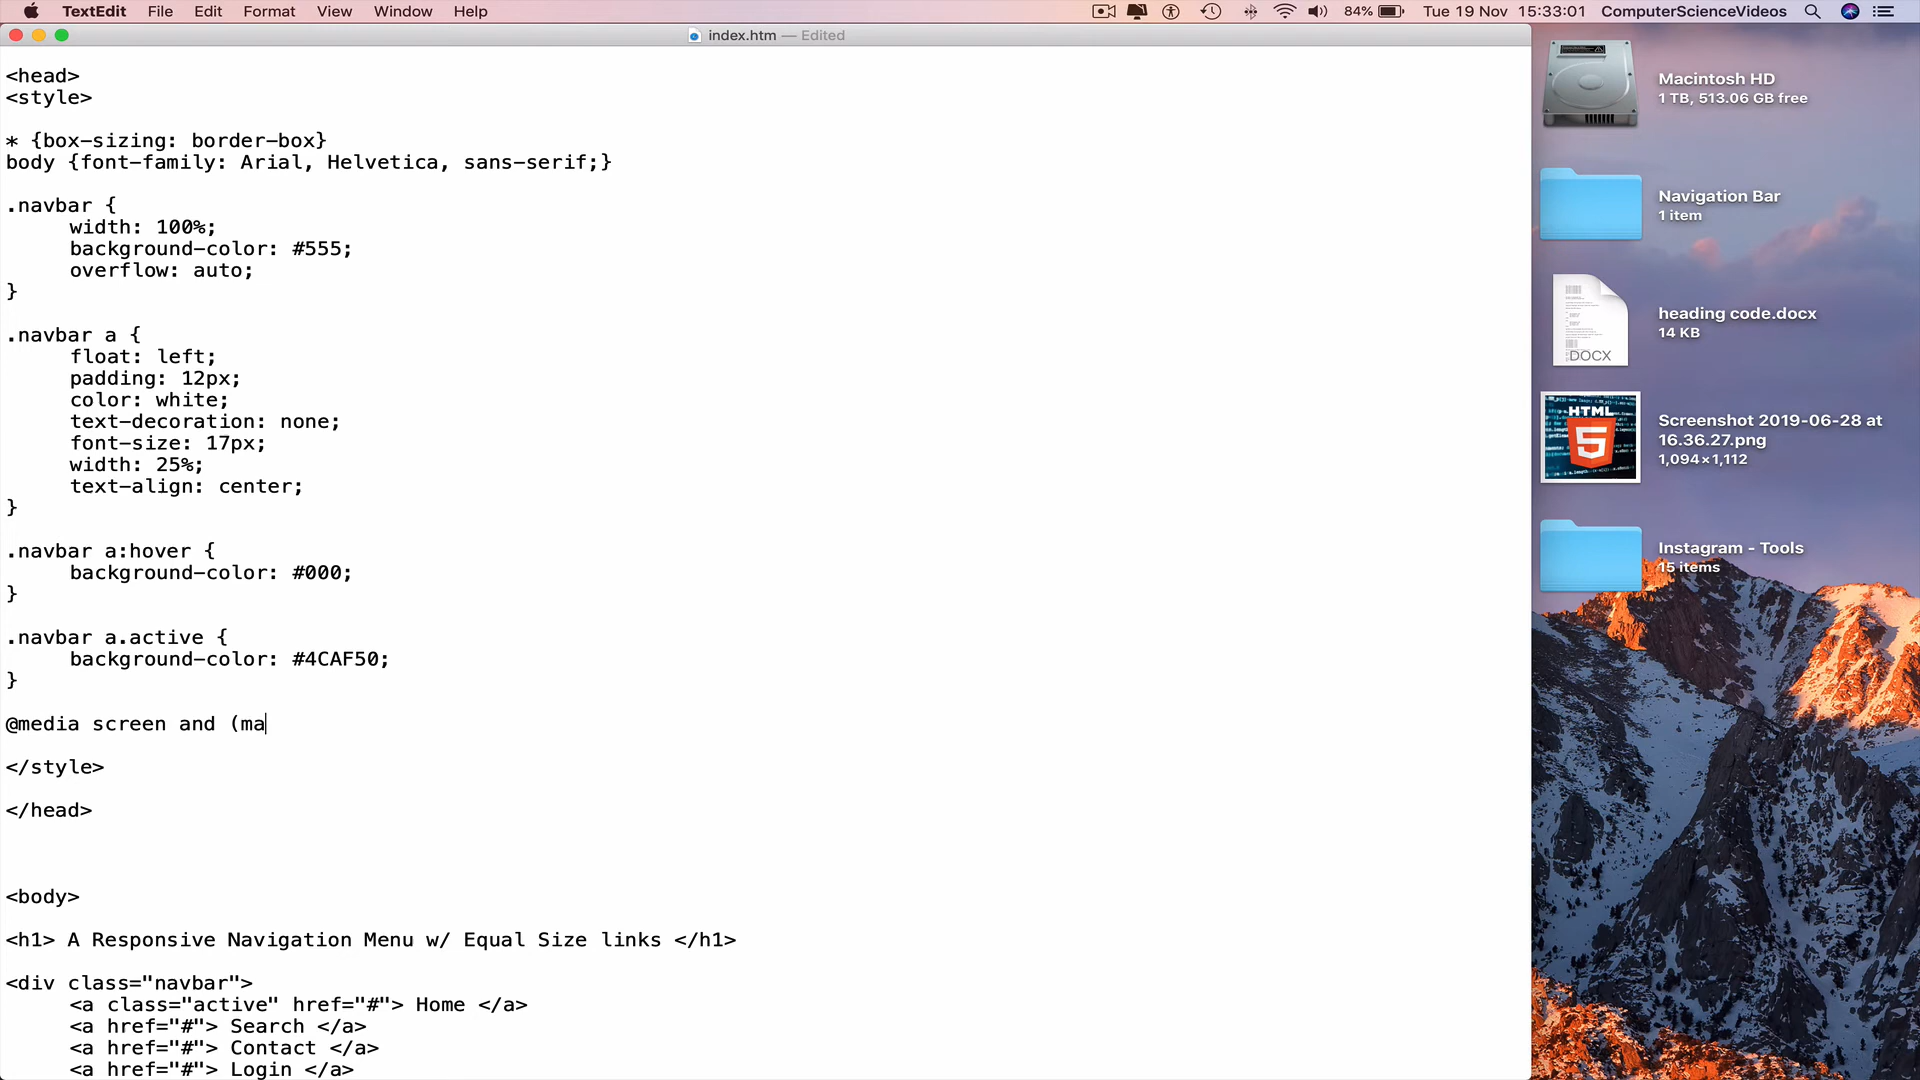 TextEdit File Edit Format View Window Help 84% Tue 19 Nov 15:33:01 ComputerScienceVideos
index.htm — Edited
<head>
<style>
* {box-sizing: border-box}
body {font-family: Arial, Helvetica, sans-serif;}
.navbar {
width: 100%;
background-color: #555;
overflow: auto;
}
.navbar a {
float: left;
padding: 12px;
color: white;
text-decoration: none;
font-size: 17px;
width: 25%;
text-align: center;
}
.navbar a:hover {
background-color: #000;
}
.navbar a.active {
background-color: #4CAF50;
}
@media screen and (ma
</style>
</head>
<body>
<h1> A Responsive Navigation Menu w/ Equal Size links </h1>
<div class="navbar">
<a class="active" href="#"> Home </a>
<a href="#"> Search </a>
<a href="#"> Contact </a>
<a href="#"> Login </a>
Macintosh HD
1 TB, 513.06 GB free
Navigation Bar
1 item
DOCX
heading code.docx
14 KB
HTML
5
Screenshot 2019-06-28 at
16.36.27.png
1,094×1,112
Instagram - Tools
15 items